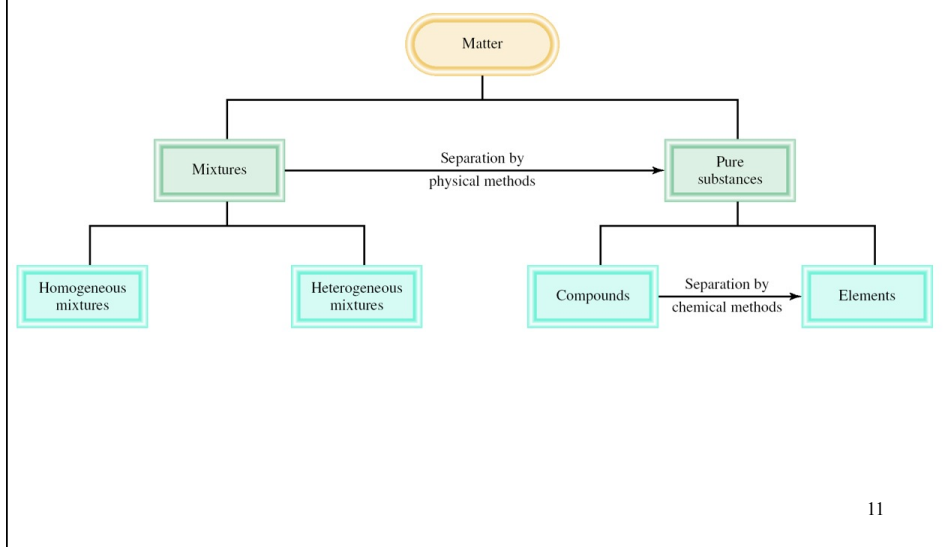 Matter
Mixtures
Separation by
physical methods
Pure
substances
Homogeneous
mixtures
Heterogeneous
mixtures
Compounds
Separation by
chemical methods
Elements
11